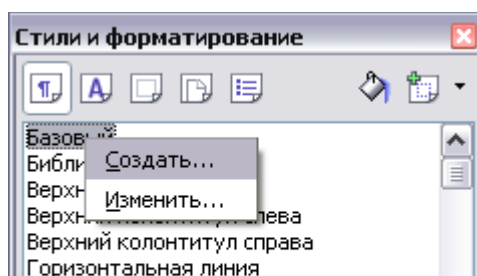 Стили и форматирование
Базовый
Создать...
Изменить...
Верхний колонтитул справа
Горизонтальная линия